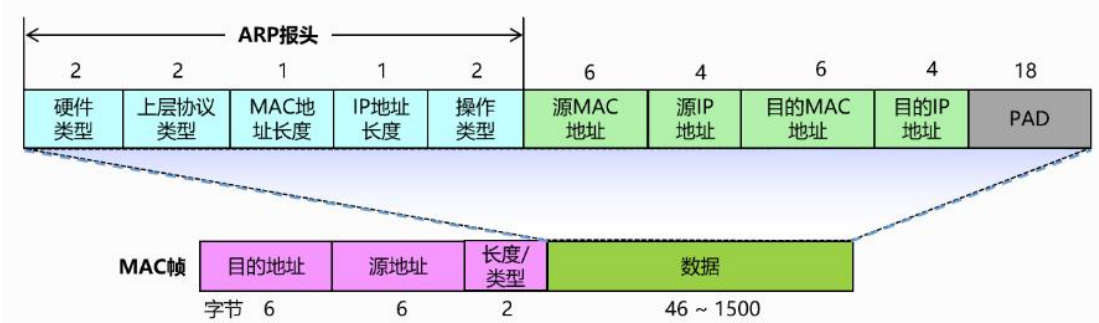 ARP报头
2 2 1 1 2 6 4 6 4 18
硬件 上层协议 MAC地 IP地址 操作 源MAC 源IP 目的MAC 目的IP PAD
类型 类型 址长度 长度 类型 地址 地址 地址 地址
MAC帧 目的地址 源地址 长度/ 数据
类型
字节 6 6 2 46 ~ 1500